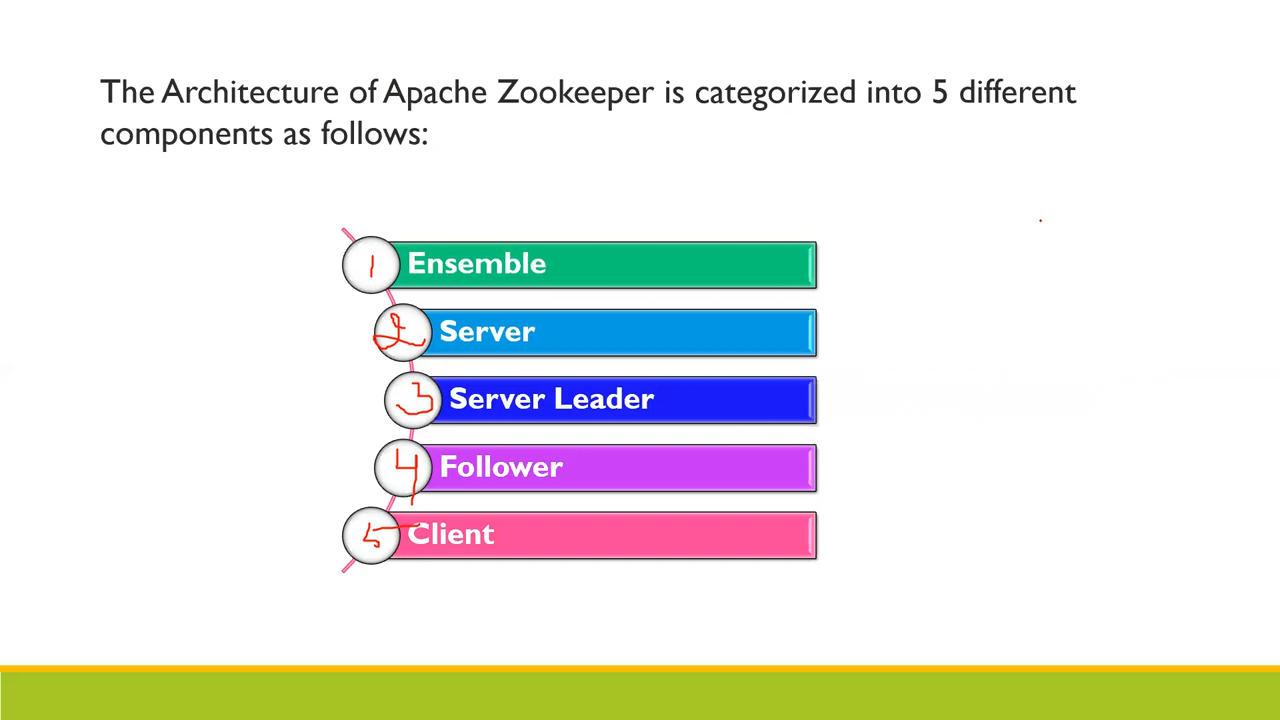 The Architecture of Apache Zookeeper is categorized into 5 different
components as follows:
1 Ensemble
2 Server
3 Server Leader
4 Follower
5 Client